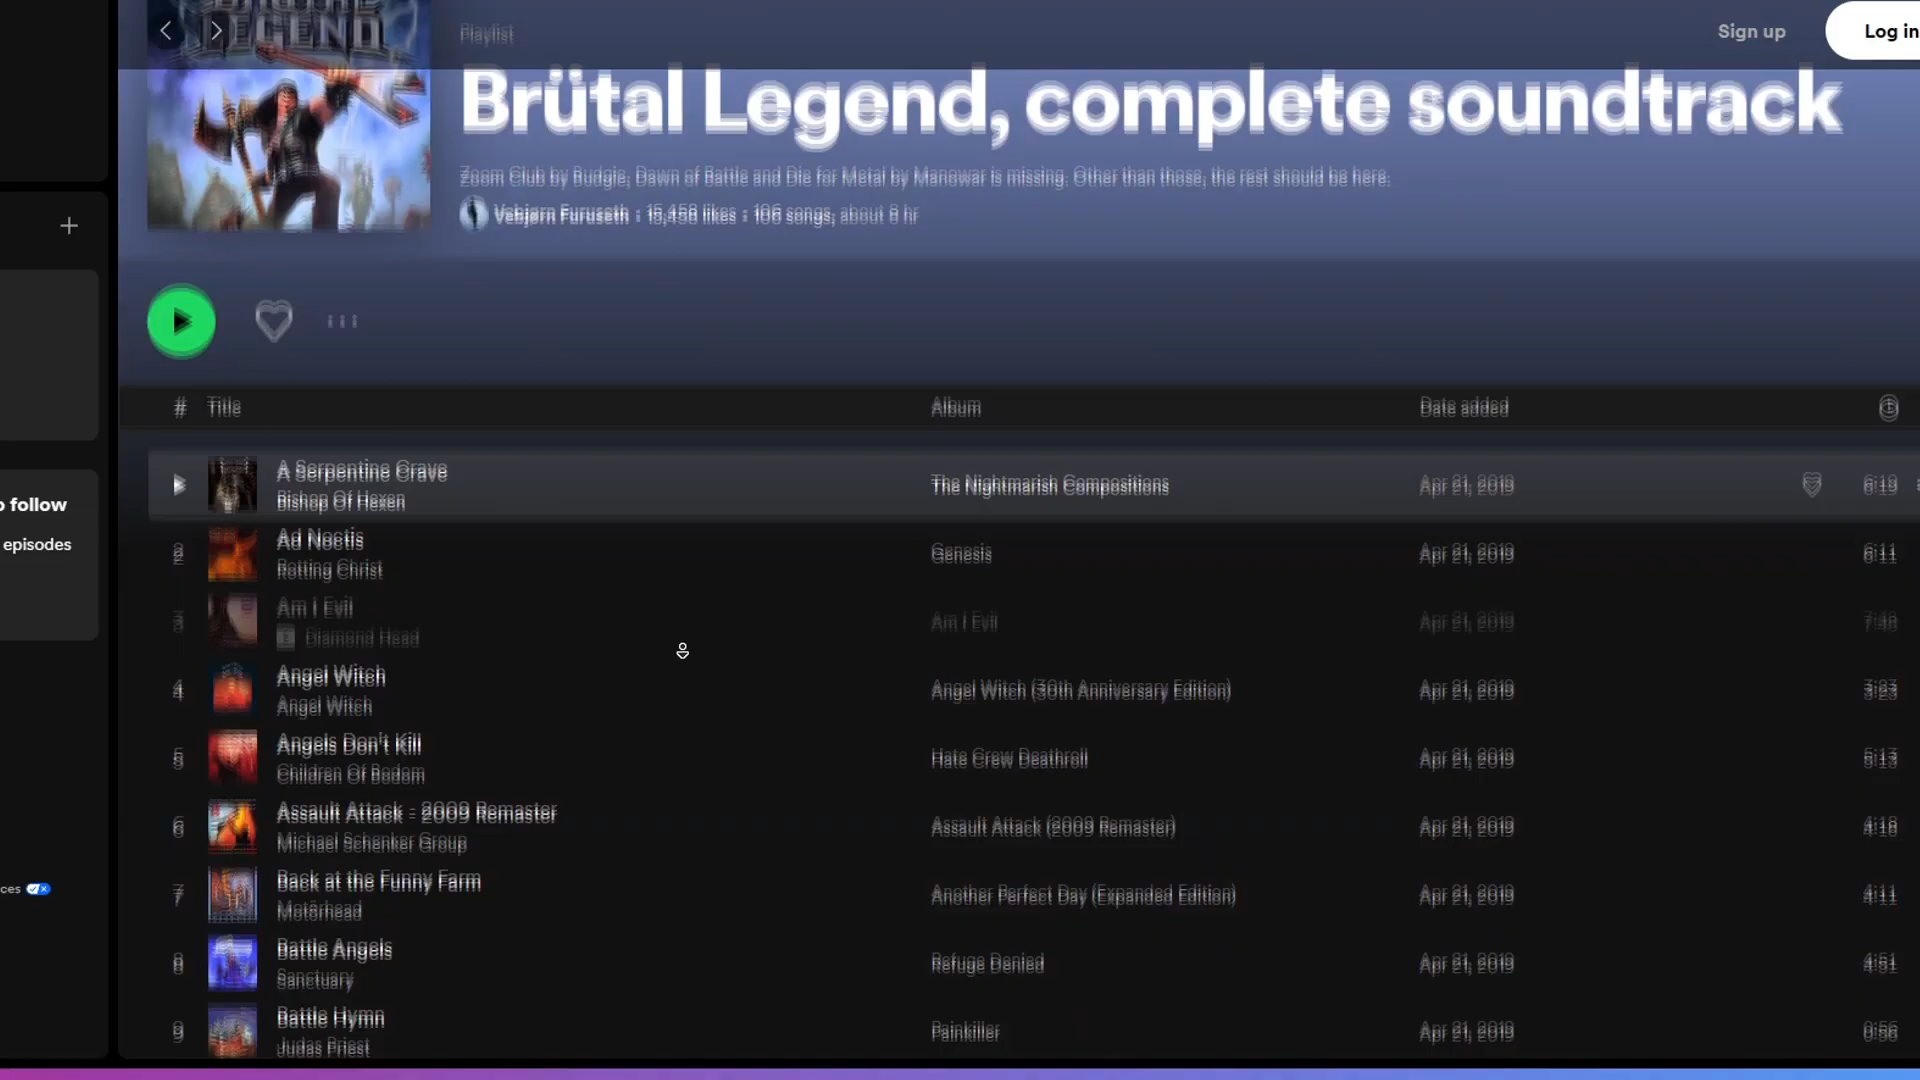 LEGEND
Playlist
Sign up
Log in
Brütal Legend, complete soundtrack
Zoom Club by Budgie, Dawn of Battle and Die for Metal by Manowar is missing. Other than those, the rest should be here.
Vebjørn Furuseth • 15,458 likes • 106 songs, about 8 hr
# Title Album Date added
A Serpentine Crave
Bishop Of Hexen
The Nightmarish Compositions Apr 21, 2019 6:19
2 Ad Noctis
Rotting Christ
Genesis Apr 21, 2019 6:11
3 Am I Evil
E Diamond Head
Am I Evil Apr 21, 2019 7:48
4 Angel Witch
Angel Witch
Angel Witch (30th Anniversary Edition) Apr 21, 2019 3:23
5 Angels Don't Kill
Children Of Bodom
Hate Crew Deathroll Apr 21, 2019 5:13
6 Assault Attack - 2009 Remaster
Michael Schenker Group
Assault Attack (2009 Remaster) Apr 21, 2019 4:18
7 Back at the Funny Farm
Motörhead
Another Perfect Day (Expanded Edition) Apr 21, 2019 4:11
8 Battle Angels
Sanctuary
Refuge Denied Apr 21, 2019 4:51
9 Battle Hymn
Judas Priest
Painkiller Apr 21, 2019 0:56
follow
episodes
ces